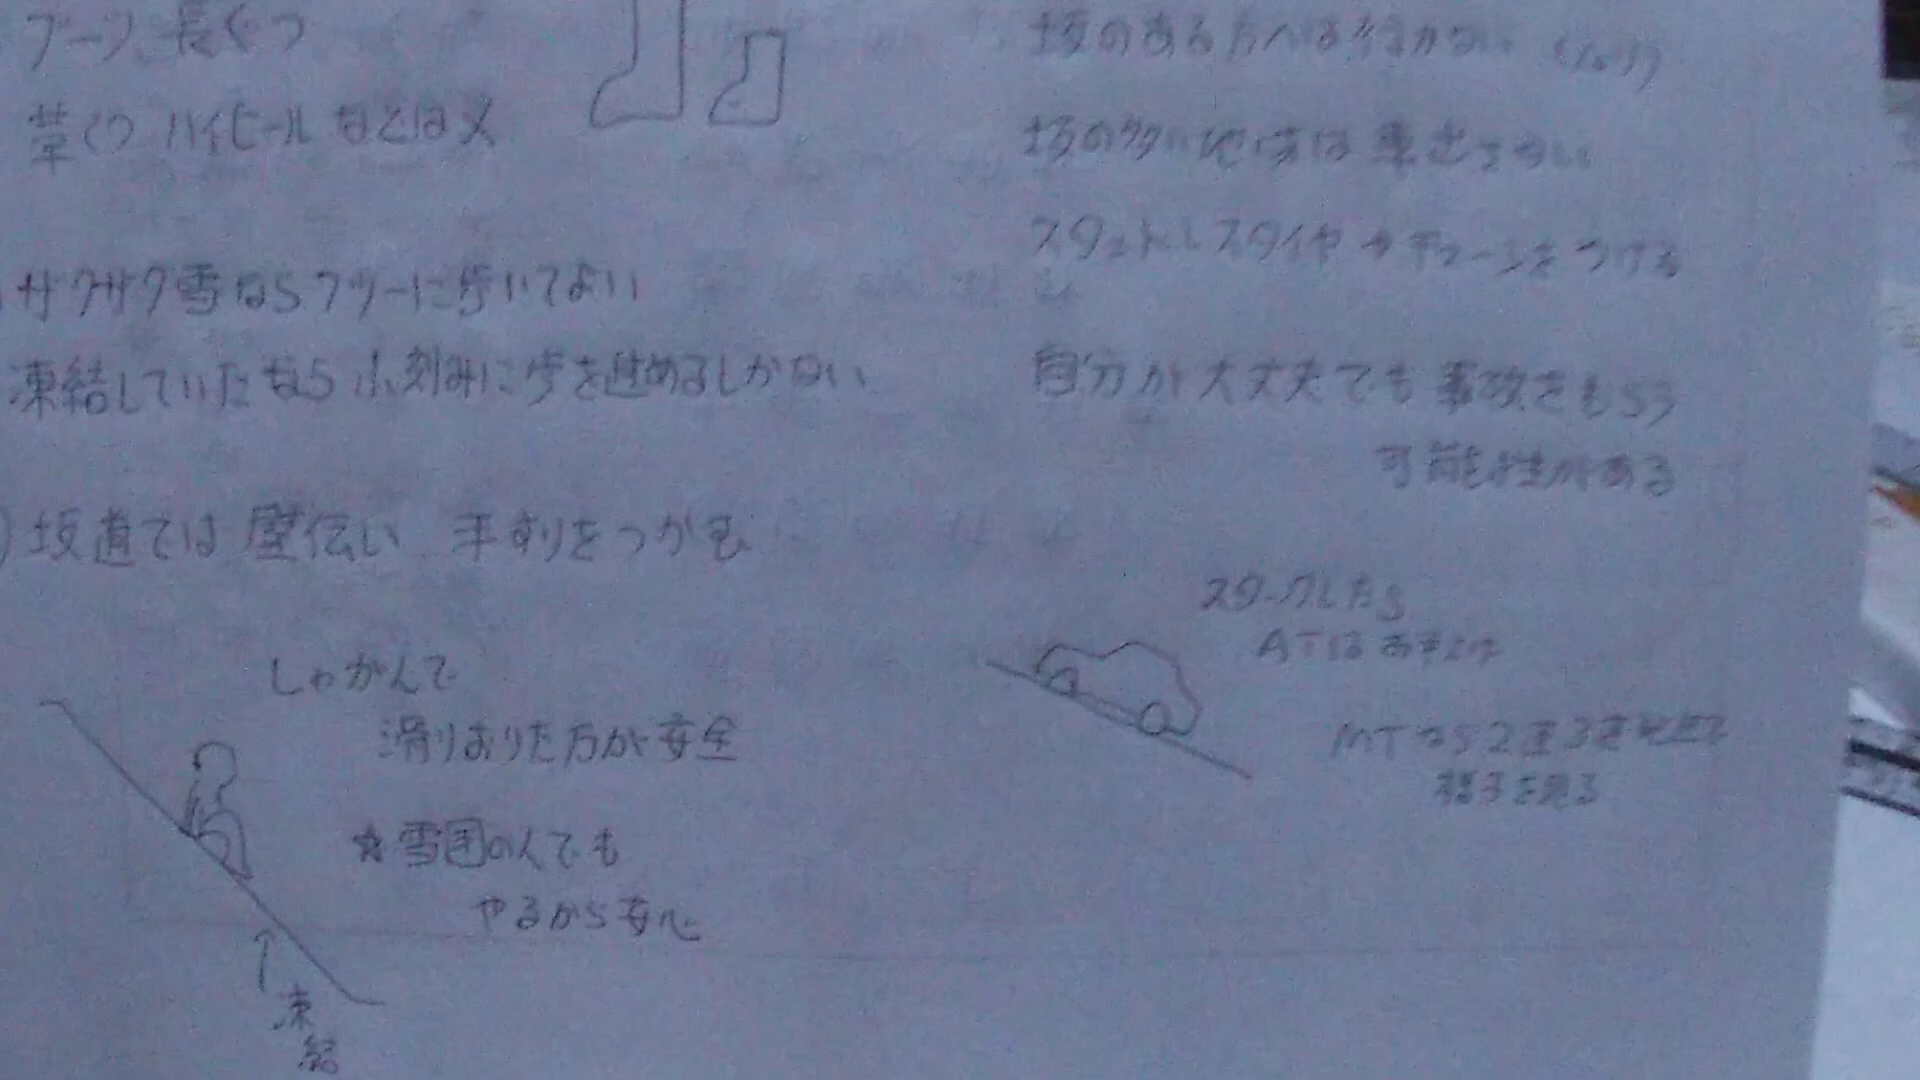 ブーツ 長ぐつ
革ぐつ ハイヒールなどは×
サクサク雪ならフツーに歩いてよい
凍結していたなら小刻みに歩を進めるしかない
坂道では壁伝い 手すりをつかむ
しゃがんで
滑りおりた方が安全
☆雪国の人でも
やるから安心
凍結
坂のある方へは行かない (ムリ)
坂の多い地域は車出さない
スタットレスタイヤ+チェーンをつける
自分が大丈夫でも 事故をもらう
可能性がある
スタックしたら
ATはあきらめ
MTなら2速3速
様子を見る